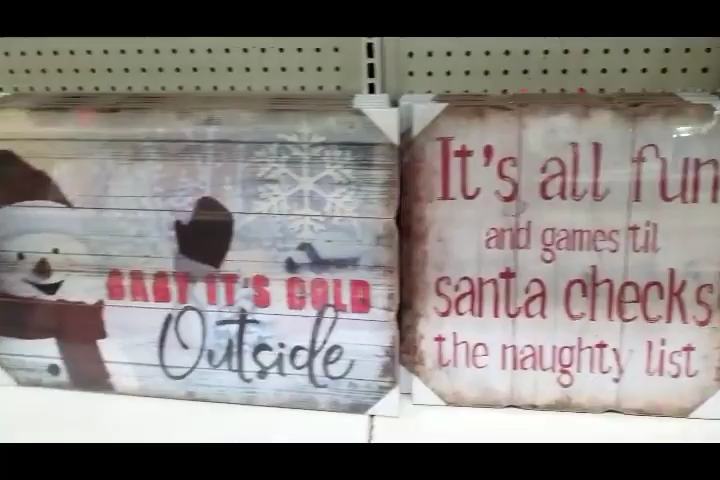 BABY IT'S COLD
Outside
It's all fun
and games til
santa checks
the naughty list